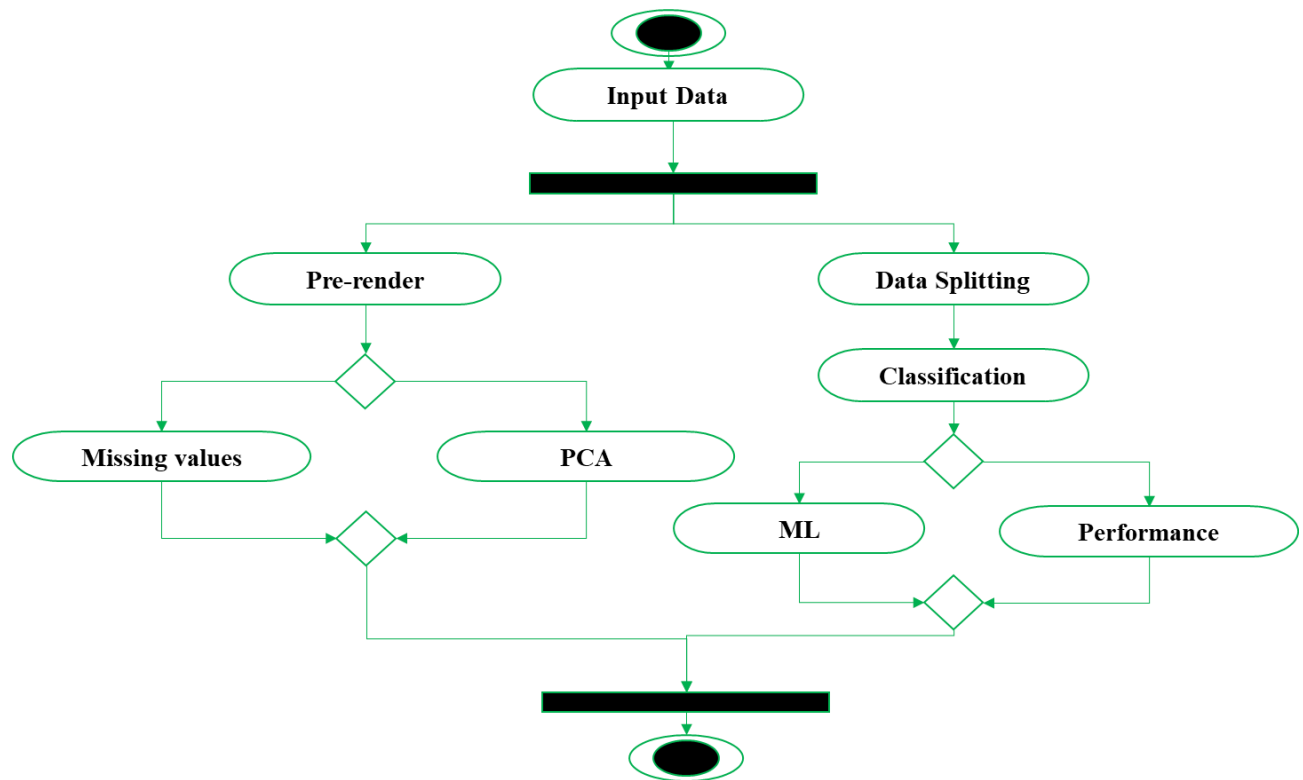 Input Data
Pre-render
Data Splitting
Classification
Missing values
PCA
ML
Performance